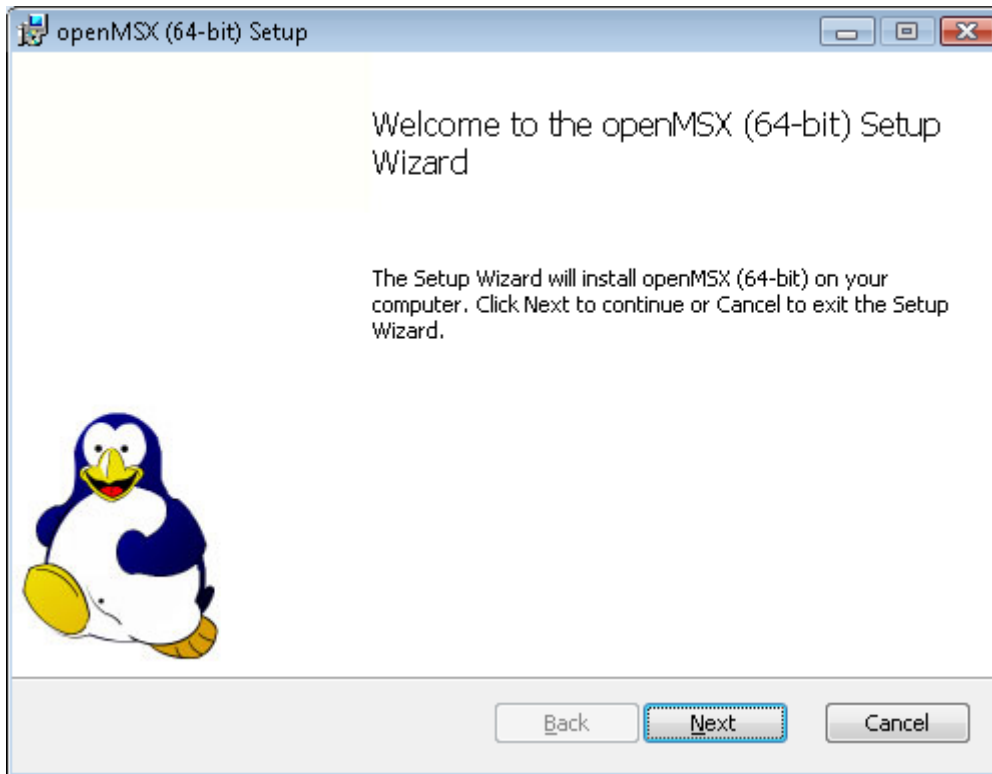 openMSX (64-bit) Setup
Welcome to the openMSX (64-bit) Setup
Wizard
The Setup Wizard will install openMSX (64-bit) on your
computer. Click Next to continue or Cancel to exit the Setup
Wizard.
Back Next Cancel